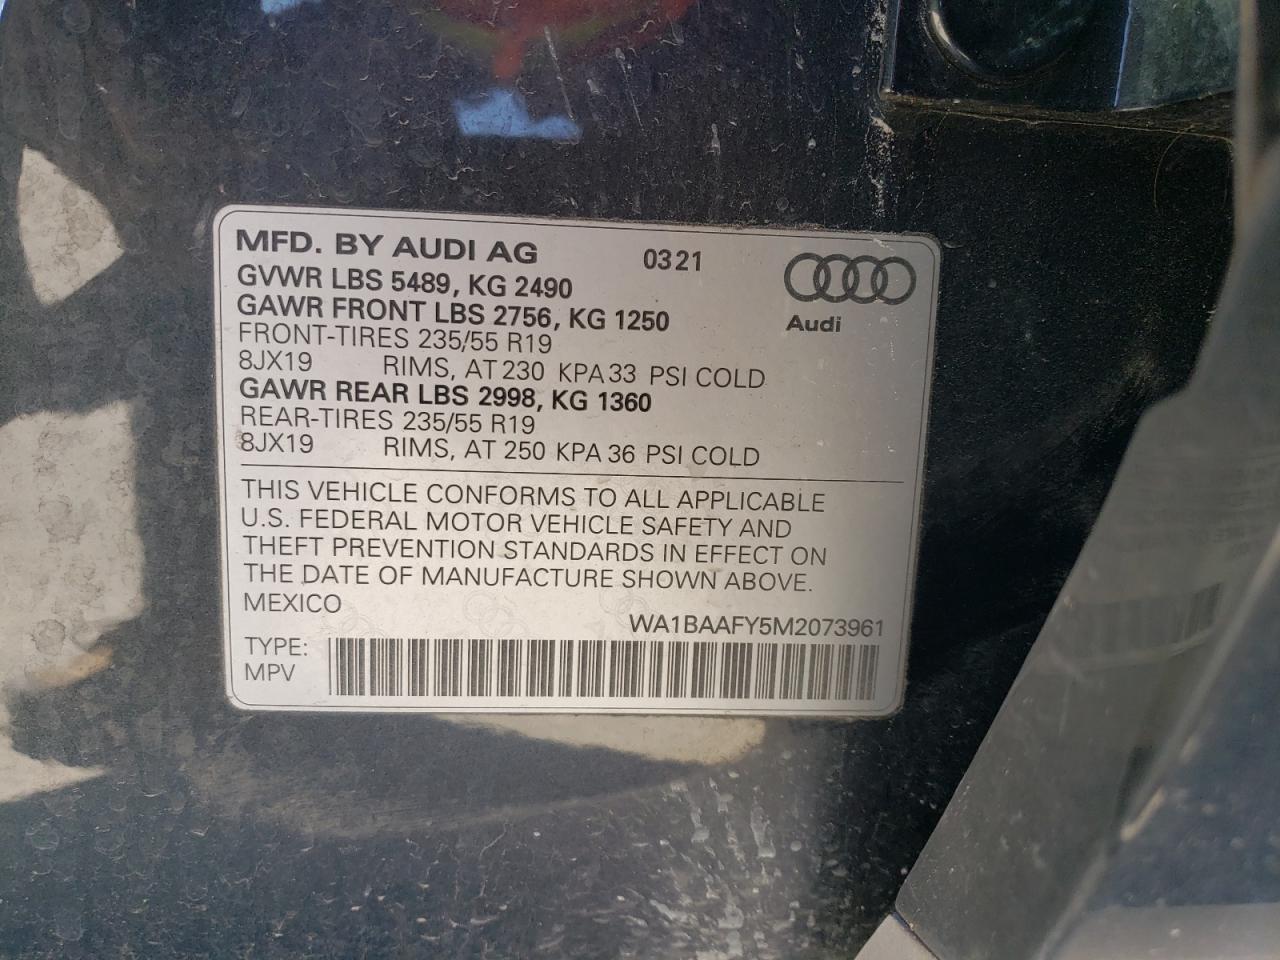 MFD. BY AUDI AG 0321
GVWR LBS 5489, KG 2490
GAWR FRONT LBS 2756, KG 1250
Audi
FRONT-TIRES 235/55 R19
8JX19 RIMS, AT 230 KPA 33 PSI COLD
GAWR REAR LBS 2998, KG 1360
REAR-TIRES 235/55 R19
8JX19 RIMS, AT 250 KPA 36 PSI COLD
THIS VEHICLE CONFORMS TO ALL APPLICABLE
U.S. FEDERAL MOTOR VEHICLE SAFETY AND
THEFT PREVENTION STANDARDS IN EFFECT ON
THE DATE OF MANUFACTURE SHOWN ABOVE.
MEXICO
WA1BAAFY5M2073961
TYPE:
MPV